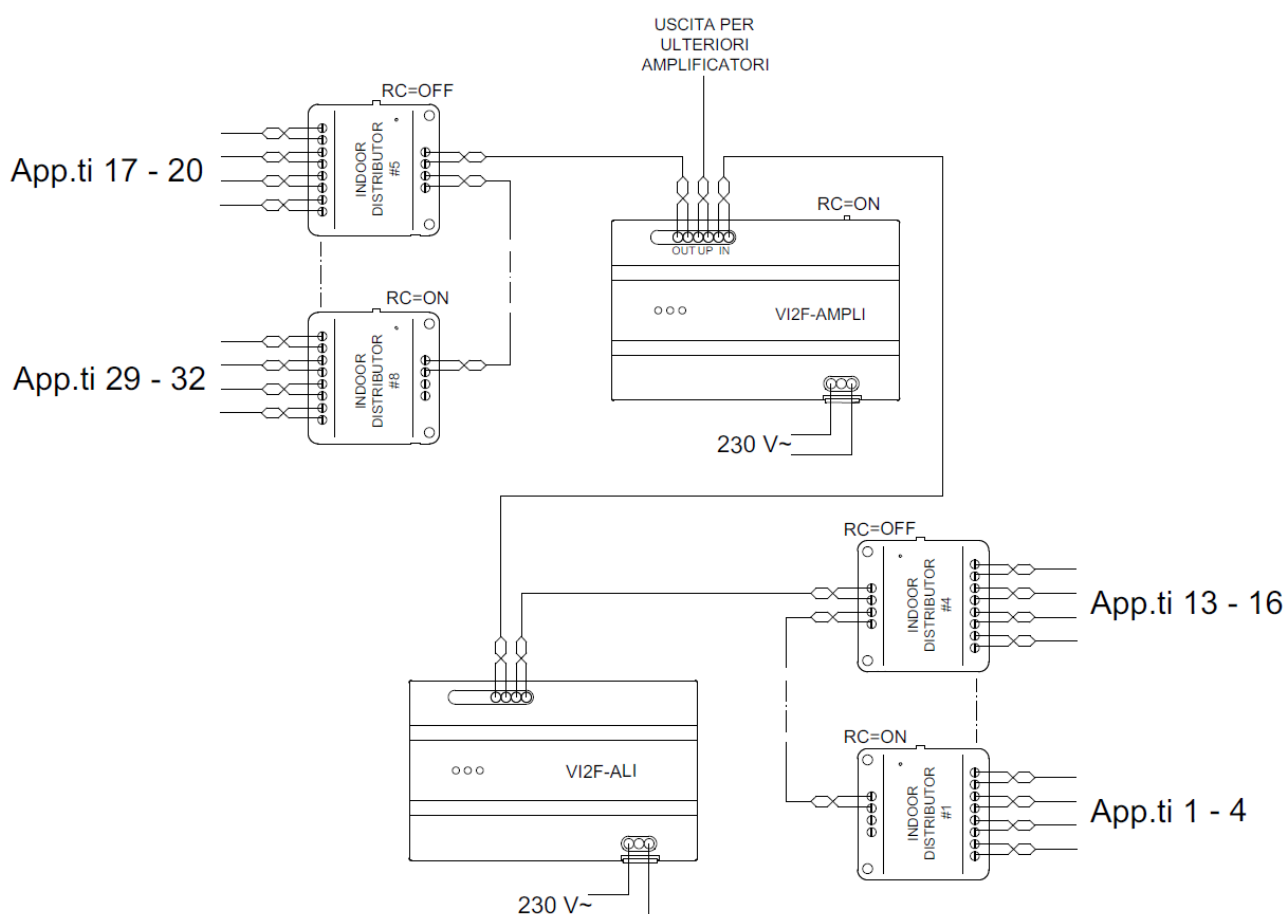 USCITA PER
ULTERIORI
AMPLIFICATORI
RC=OFF
App.ti 17 - 20
INDOOR
DISTRIBUTOR
#5
RC=ON
OUT UP IN
VI2F-AMPLI
230 V~
RC=ON
App.ti 29 - 32
INDOOR
DISTRIBUTOR
#8
RC=OFF
INDOOR
DISTRIBUTOR
#4
App.ti 13 - 16
VI2F-ALI
230 V~
RC=ON
INDOOR
DISTRIBUTOR
#1
App.ti 1 - 4